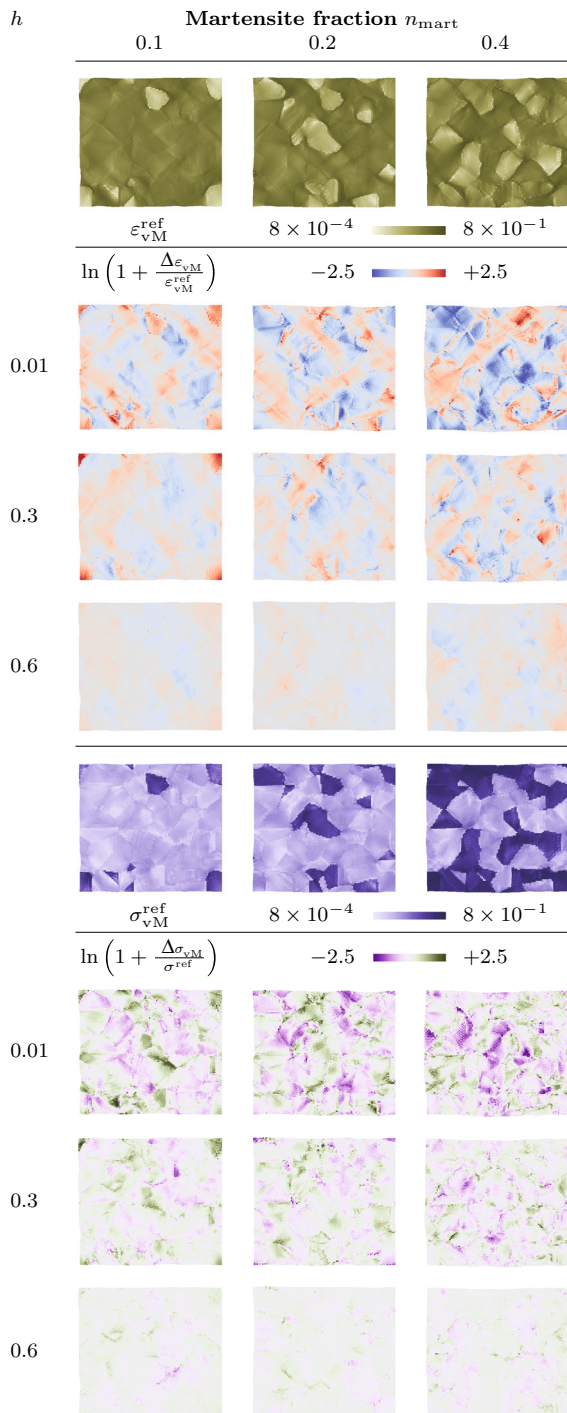 h Martensite fraction n_mart
0.1 0.2 0.4
ε_vM^ref 8 × 10⁻⁴ 8 × 10⁻¹
ln(1 + Δε_vM/ε_vM^ref) −2.5 +2.5
0.01
0.3
0.6
σ_vM^ref 8 × 10⁻⁴ 8 × 10⁻¹
ln(1 + Δσ_vM/σ^ref) −2.5 +2.5
0.01
0.3
0.6